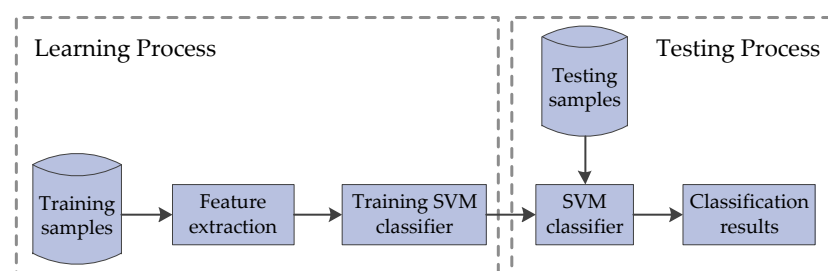 Learning Process
Testing Process
Testing
samples
Training
samples
Feature
extraction
Training SVM
classifier
SVM
classifier
Classification
results